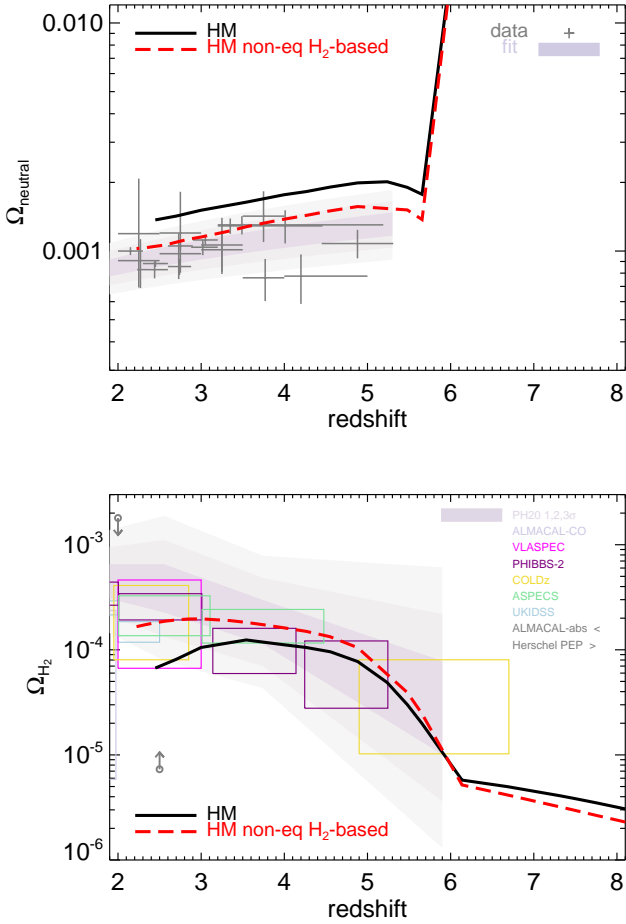 0.010
HM
HM non-eq H₂-based
data
fit
Ω_neutral
0.001
2 3 4 5 6 7 8
redshift
10⁻³
PH20 1,2,3σ
ALMACAL-CO
VLASPEC
PHIBBS-2
COLDz
ASPECS
UKIDSS
ALMACAL-abs <
Herschel PEP >
10⁻⁴
Ω_H₂
10⁻⁵
HM
HM non-eq H₂-based
10⁻⁶
2 3 4 5 6 7 8
redshift